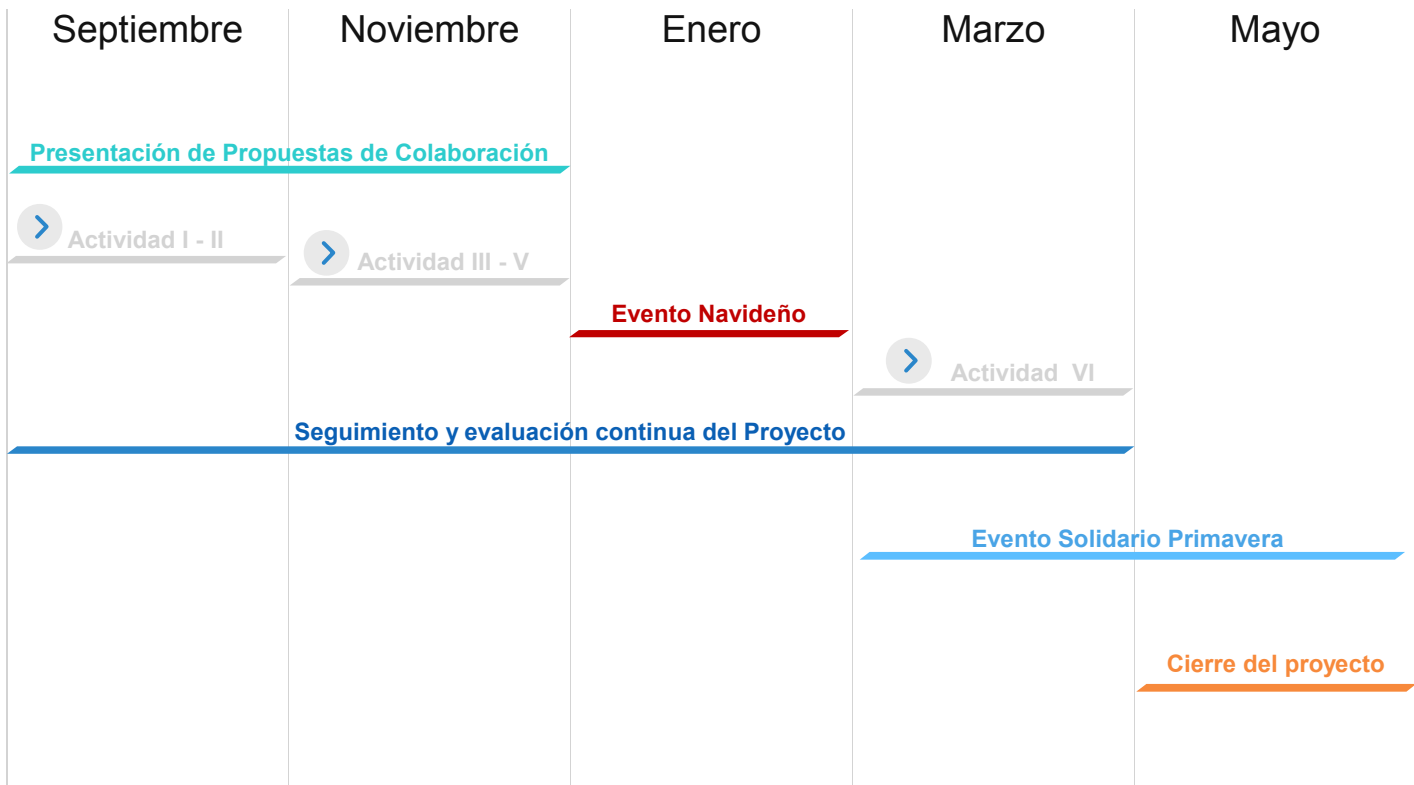 Septiembre
Noviembre
Enero
Marzo
Mayo
Presentación de Propuestas de Colaboración
Actividad I - II
Actividad III - V
Evento Navideño
Actividad  VI
Seguimiento y evaluación continua del Proyecto
Evento Solidario Primavera
Cierre del proyecto